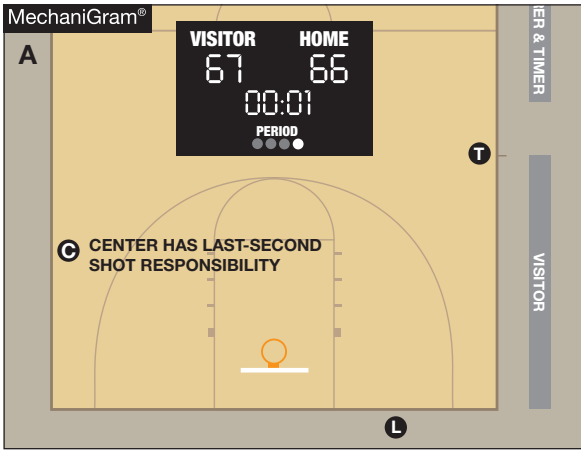 MechaniGram®
A
VISITOR HOME
67 66
00:01
PERIOD
T
C CENTER HAS LAST-SECOND
SHOT RESPONSIBILITY
L
ER & TIMER
VISITOR